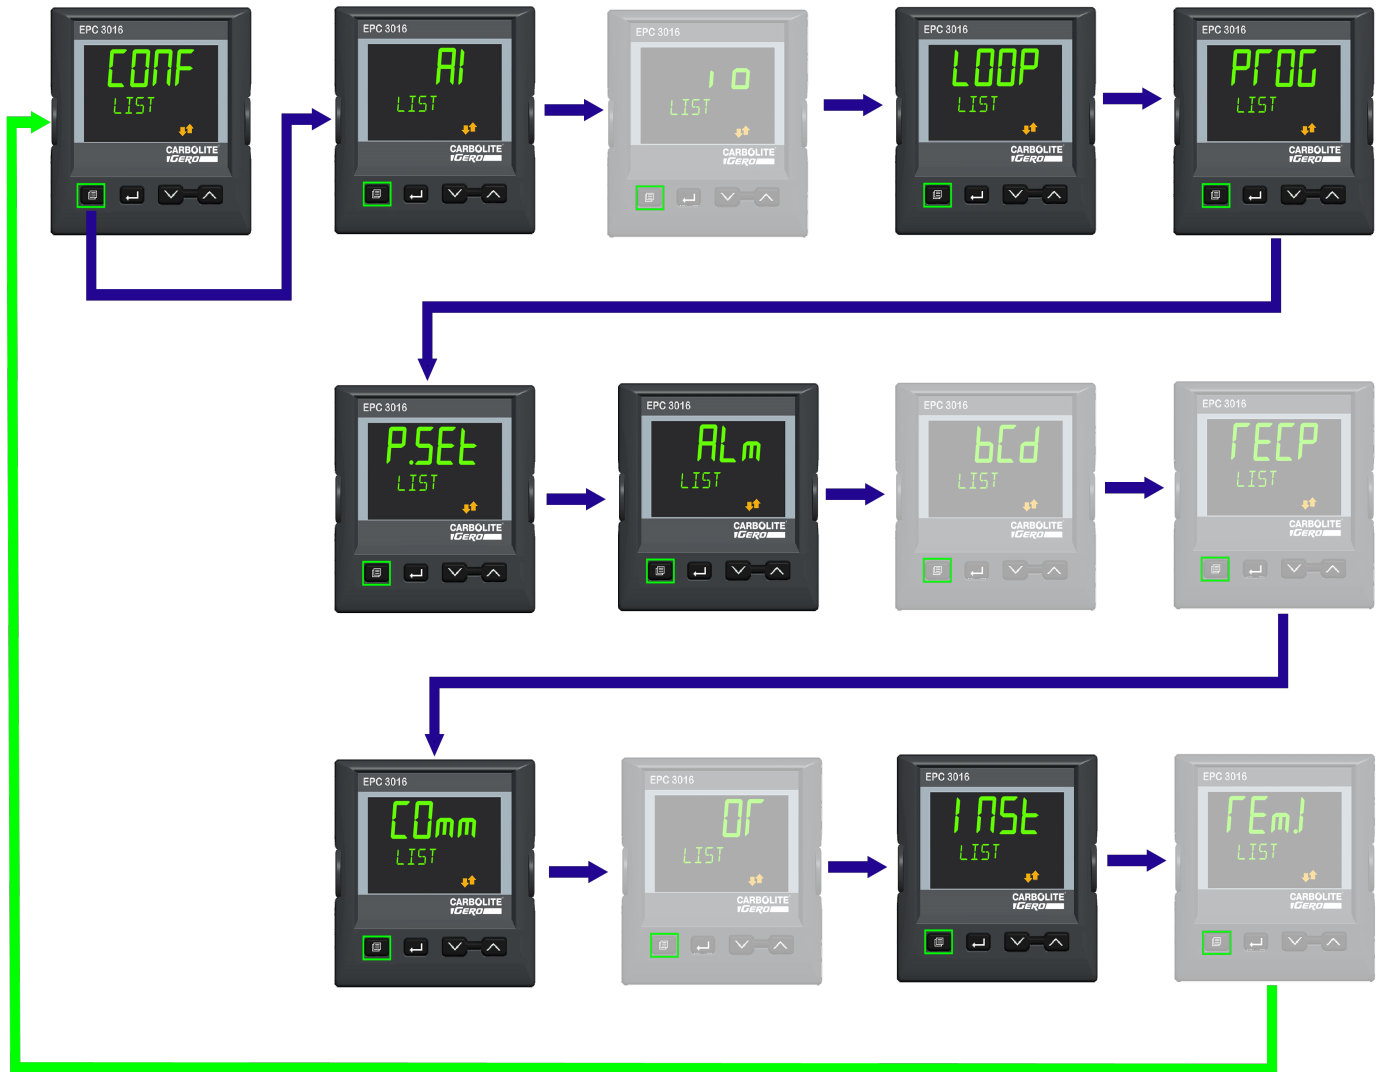 EPC 3016
CONF
LIST
CARBOLITE
GERO
EPC 3016
AI
LIST
CARBOLITE
GERO
EPC 3016
IO
LIST
CARBOLITE
GERO
EPC 3016
LOOP
LIST
CARBOLITE
GERO
EPC 3016
PrOG
LIST
CARBOLITE
GERO
EPC 3016
P.SEt
LIST
CARBOLITE
GERO
EPC 3016
ALm
LIST
CARBOLITE
GERO
EPC 3016
bCd
LIST
CARBOLITE
GERO
EPC 3016
rECP
LIST
CARBOLITE
GERO
EPC 3016
COmm
LIST
CARBOLITE
GERO
EPC 3016
Or
LIST
CARBOLITE
GERO
EPC 3016
INSt
LIST
CARBOLITE
GERO
EPC 3016
rEm.I
LIST
CARBOLITE
GERO